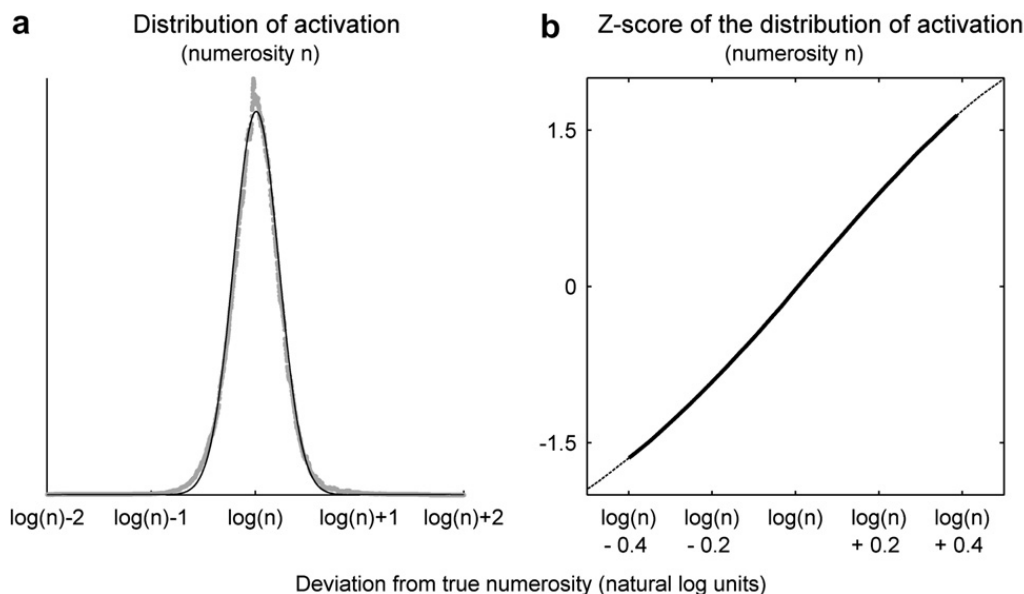 a
Distribution of activation
(numerosity n)
log(n)-2 log(n)-1 log(n) log(n)+1 log(n)+2
b
Z-score of the distribution of activation
(numerosity n)
1.5
0
-1.5
log(n) log(n) log(n) log(n) log(n)
- 0.4 - 0.2 + 0.2 + 0.4
Deviation from true numerosity (natural log units)